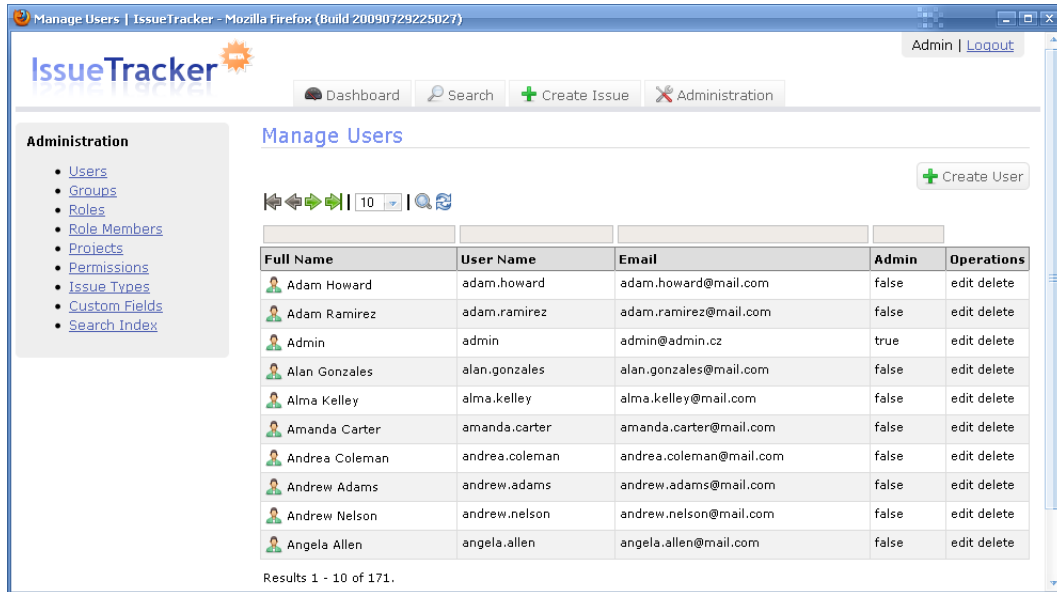 Manage Users | IssueTracker - Mozilla Firefox (Build 20090729225027)
Admin | Logout
IssueTracker
Dashboard Search Create Issue Administration
Administration
Users
Groups
Roles
Role Members
Projects
Permissions
Issue Types
Custom Fields
Search Index
Manage Users
Create User
10
Full Name User Name Email Admin Operations
Adam Howard adam.howard adam.howard@mail.com false edit delete
Adam Ramirez adam.ramirez adam.ramirez@mail.com false edit delete
Admin admin admin@admin.cz true edit delete
Alan Gonzales alan.gonzales alan.gonzales@mail.com false edit delete
Alma Kelley alma.kelley alma.kelley@mail.com false edit delete
Amanda Carter amanda.carter amanda.carter@mail.com false edit delete
Andrea Coleman andrea.coleman andrea.coleman@mail.com false edit delete
Andrew Adams andrew.adams andrew.adams@mail.com false edit delete
Andrew Nelson andrew.nelson andrew.nelson@mail.com false edit delete
Angela Allen angela.allen angela.allen@mail.com false edit delete
Results 1 - 10 of 171.